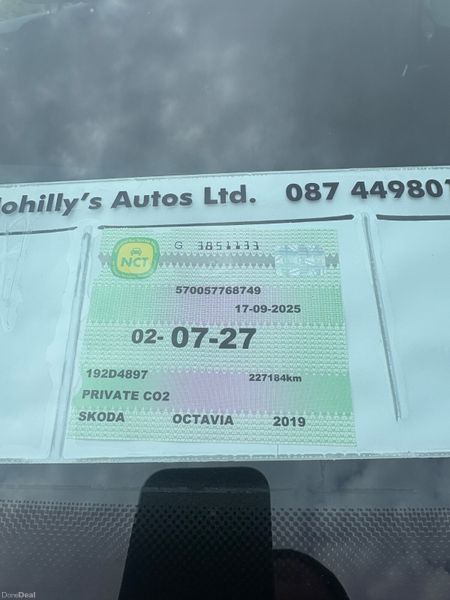 ohilly's Autos Ltd. 087 449801
G 3851133
NCT
570057768749
17-09-2025
02-07-27
192D4897 227184km
PRIVATE CO2
SKODA OCTAVIA 2019
DoneDeal